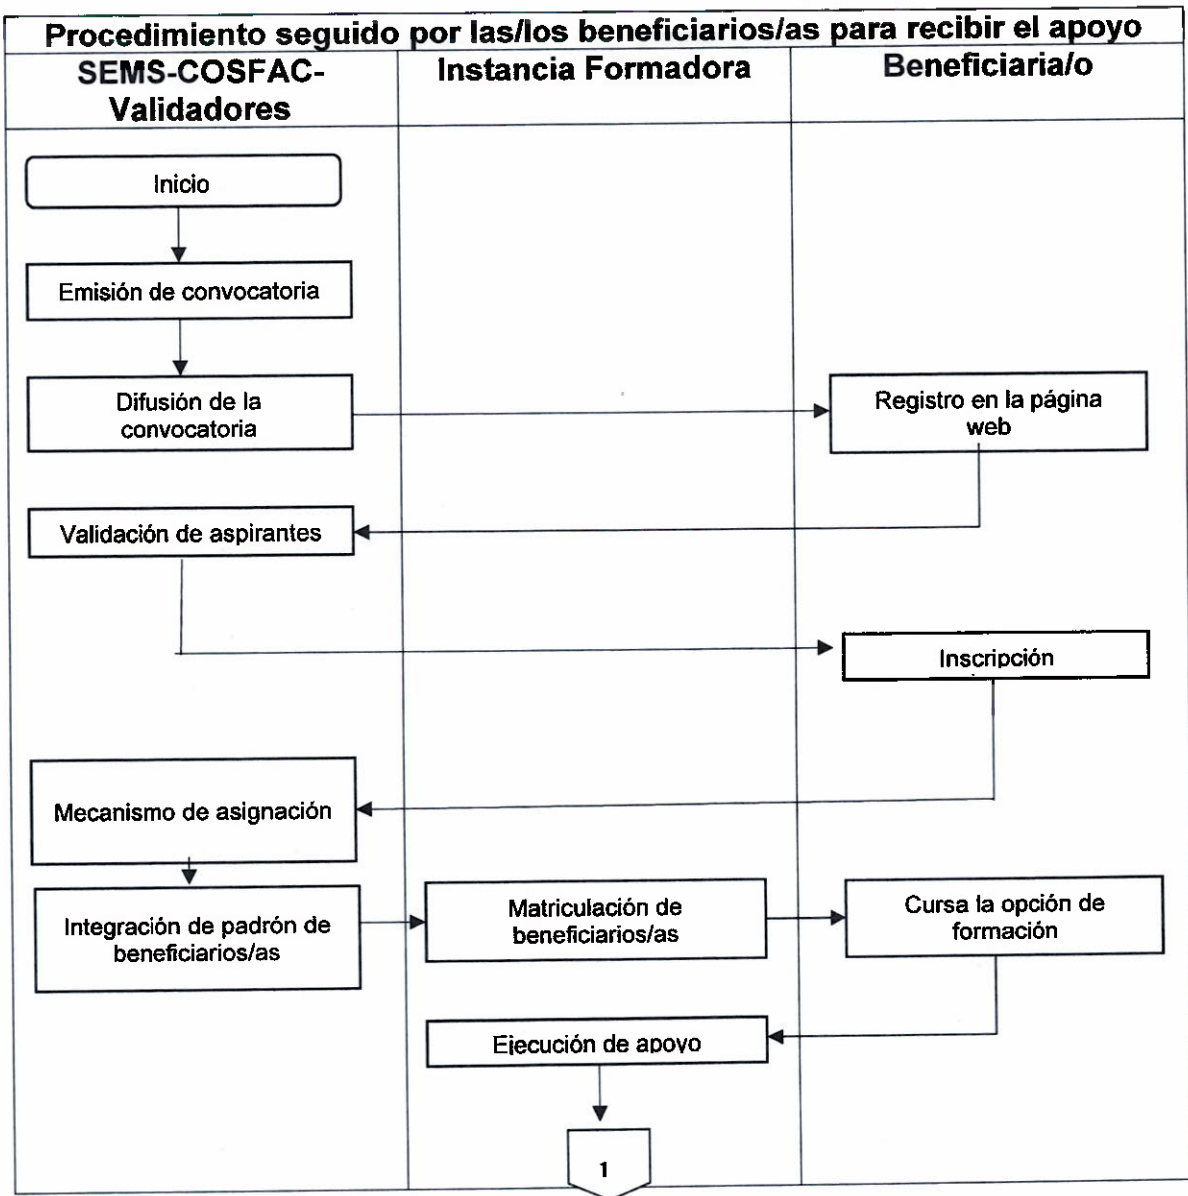 Procedimiento seguido por las/los beneficiarios/as para recibir el apoyo
SEMS-COSFAC-
Validadores
Instancia Formadora
Beneficiaria/o
Inicio
Emisión de convocatoria
Difusión de la
convocatoria
Registro en la página
web
Validación de aspirantes
Inscripción
Mecanismo de asignación
Integración de padrón de
beneficiarios/as
Matriculación de
beneficiarios/as
Cursa la opción de
formación
Ejecución de apoyo
1